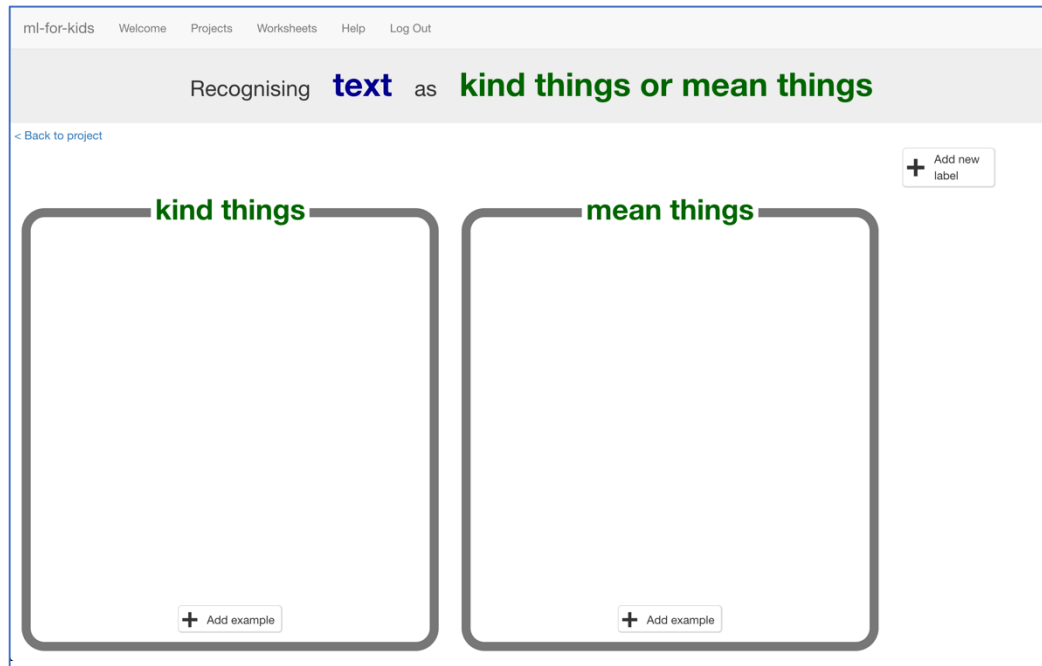 ml-for-kids Welcome Projects Worksheets Help Log Out
Recognising text as kind things or mean things
< Back to project
Add new
label
kind things
mean things
Add example
Add example